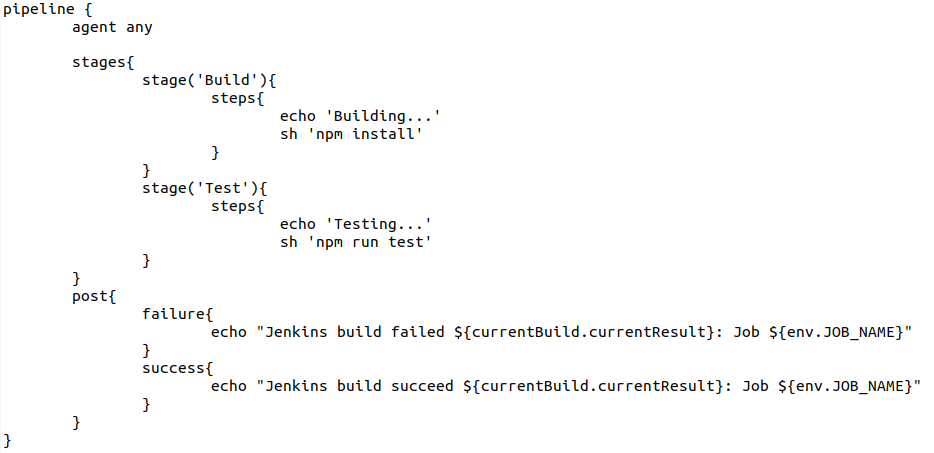 pipeline {
        agent any

        stages{
                stage('Build'){
                        steps{
                                echo 'Building...'
                                sh 'npm install'
                        }
                }
                stage('Test'){
                        steps{
                                echo 'Testing...'
                                sh 'npm run test'
                }
        }
        post{
                failure{
                        echo "Jenkins build failed ${currentBuild.currentResult}: Job ${env.JOB_NAME}"
                }
                success{
                        echo "Jenkins build succeed ${currentBuild.currentResult}: Job ${env.JOB_NAME}"
                }
        }
}